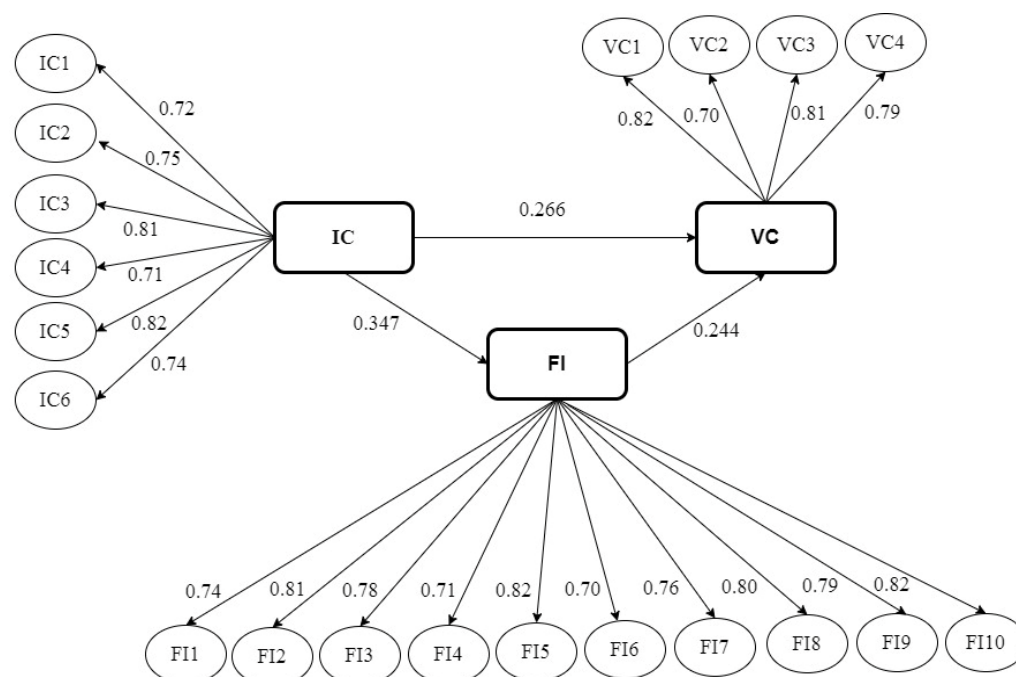 IC1
IC2
IC3
IC4
IC5
IC6
0.72
0.75
0.81
0.71
0.82
0.74
IC
0.266
0.347
VC1
VC2
VC3
VC4
0.82
0.70
0.81
0.79
VC
0.244
FI
0.74
0.81
0.78
0.71
0.82
0.70
0.76
0.80
0.79
0.82
FI1
FI2
FI3
FI4
FI5
FI6
FI7
FI8
FI9
FI10